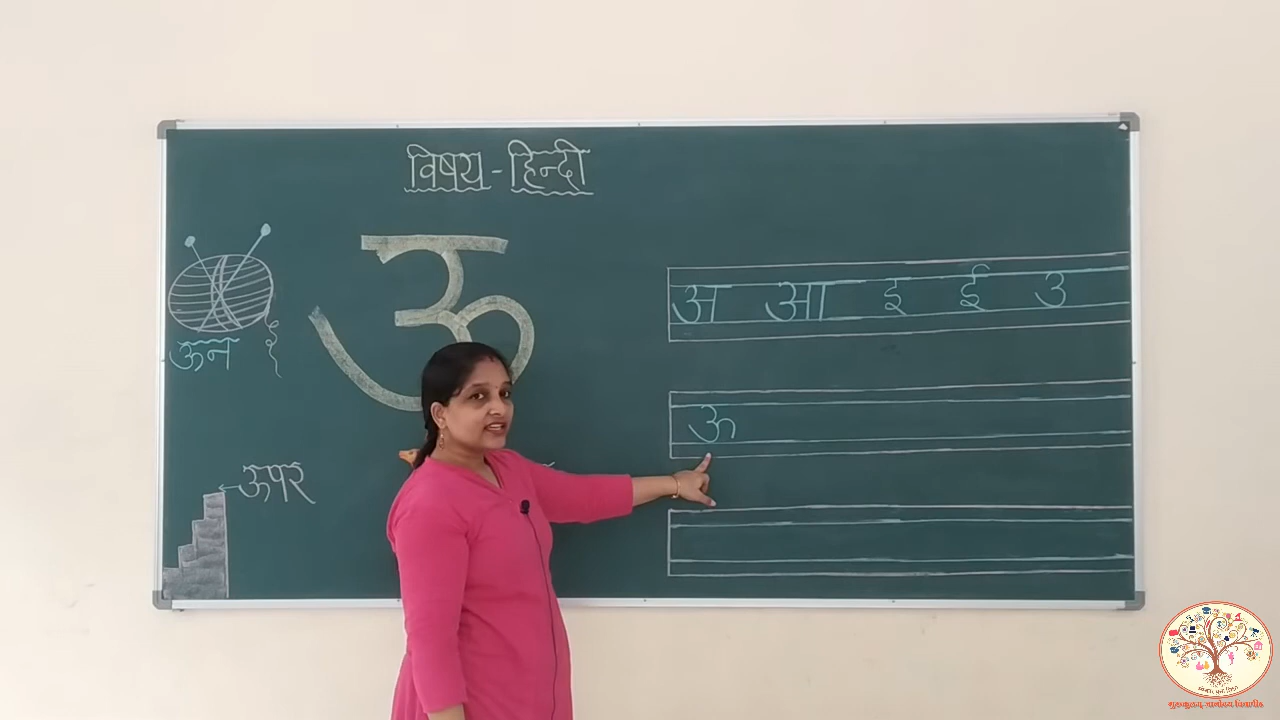 विषय - हिन्दी
ऊ
ऊन
ऊपर
अ आ इ ई उ
ऊ